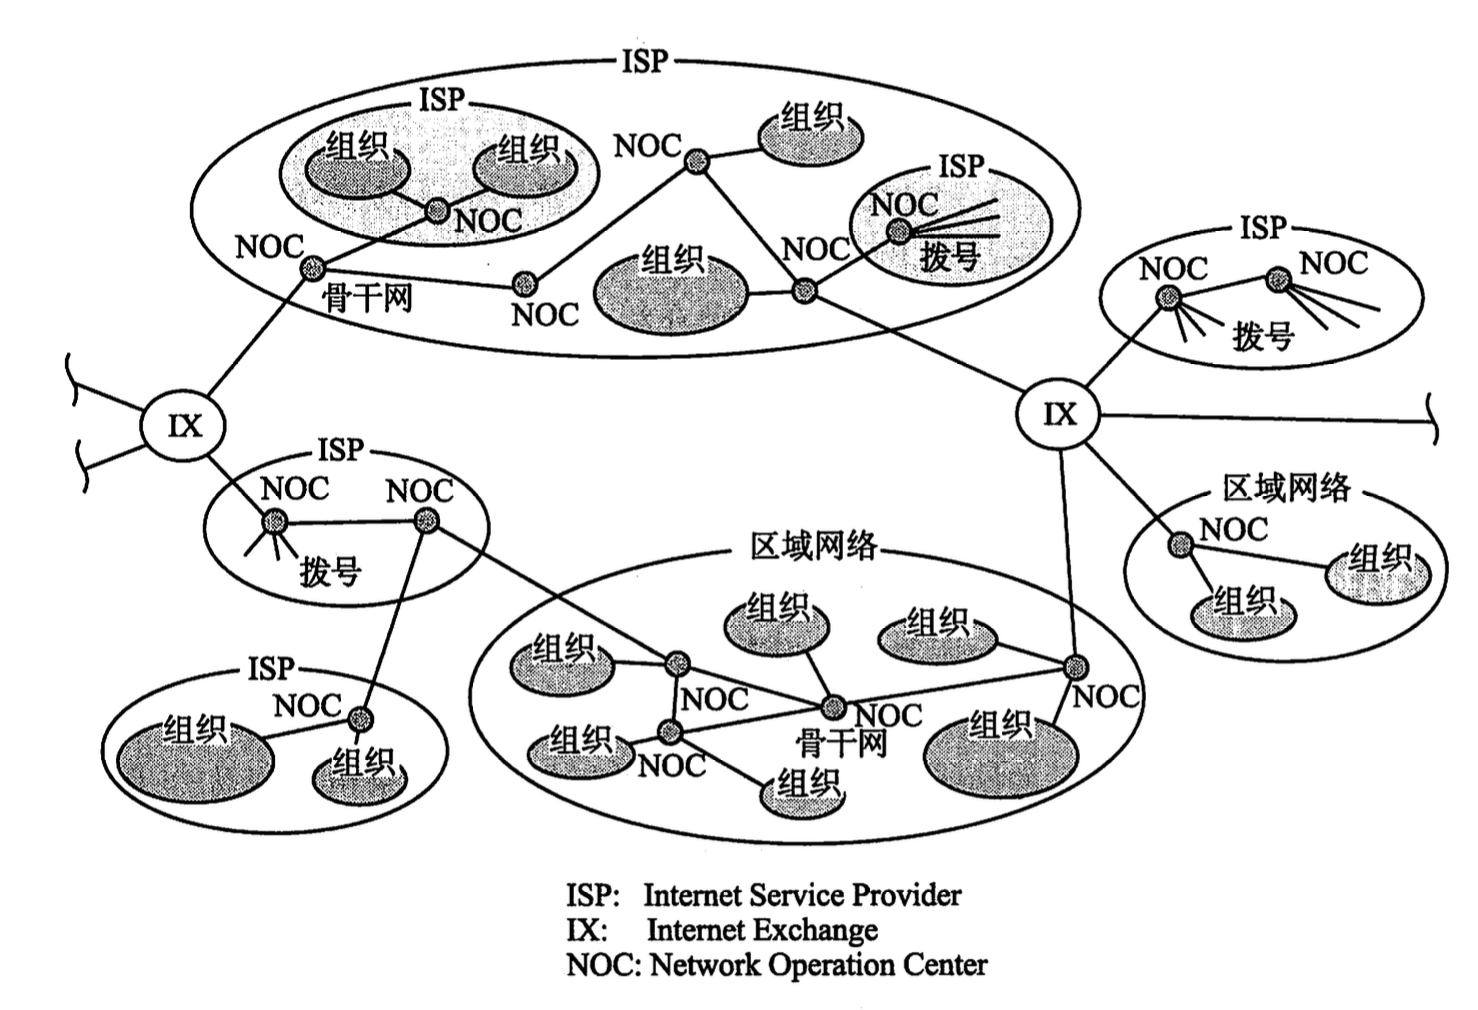 ISP
ISP
组织
组织
NOC
NOC
骨干网
NOC
NOC
组织
组织
NOC
ISP
NOC
拨号
ISP
NOC
NOC
拨号
IX
IX
ISP
NOC
NOC
拨号
区域网络
NOC
组织
组织
ISP
NOC
组织
组织
区域网络
组织
组织
组织
NOC
NOC
骨干网
NOC
组织
组织
NOC
组织
ISP: Internet Service Provider
IX: Internet Exchange
NOC: Network Operation Center